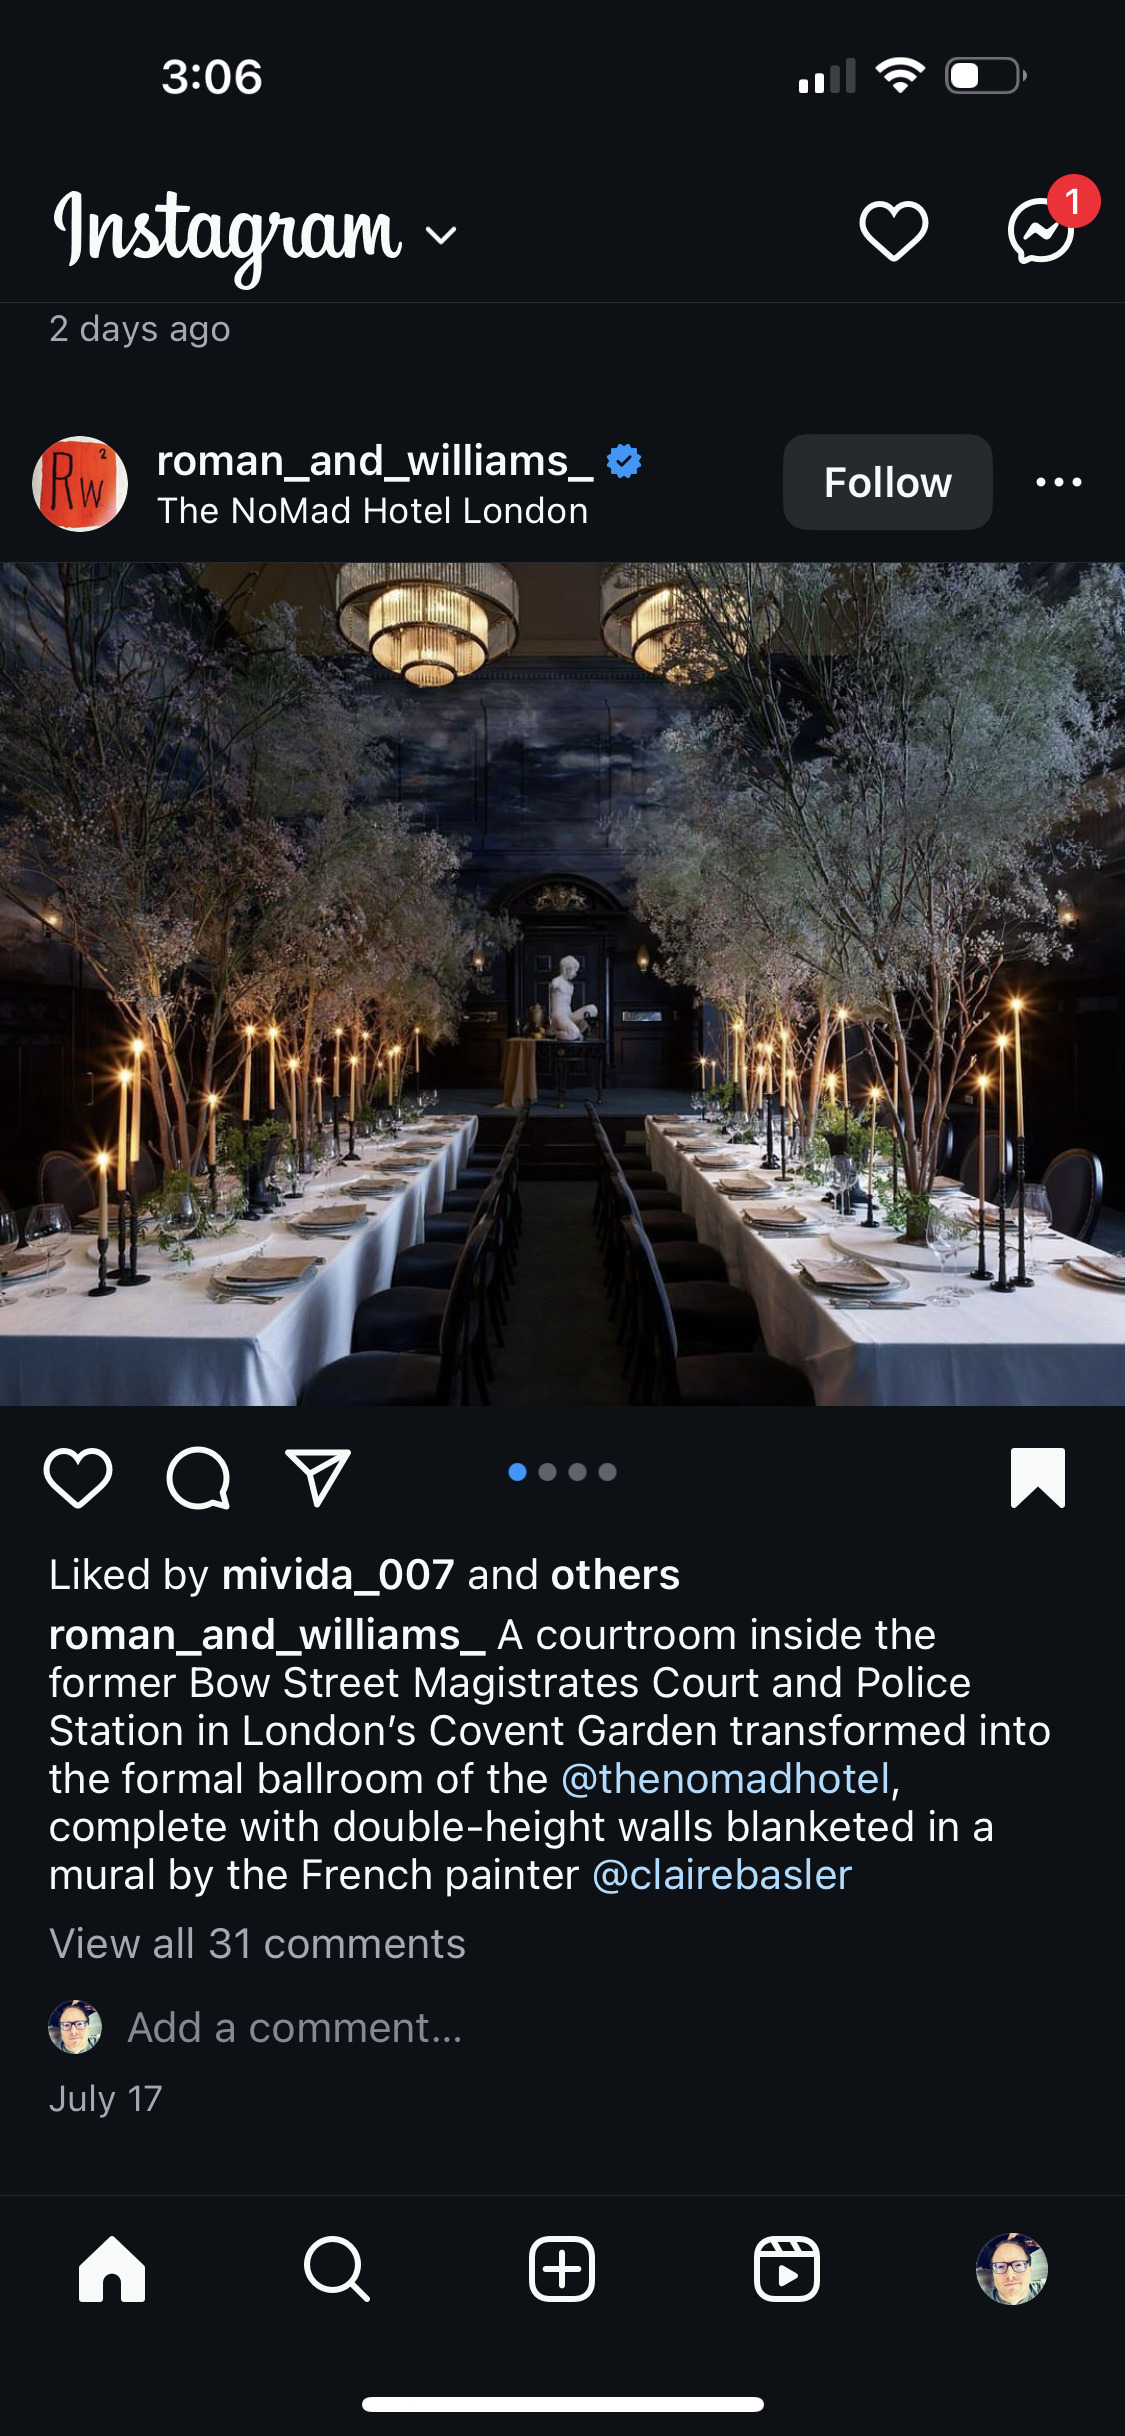 3:06
Instagram
1
2 days ago
RW2
roman_and_williams_
The NoMad Hotel London
Follow
Liked by mivida_007 and others
roman_and_williams_ A courtroom inside the
former Bow Street Magistrates Court and Police
Station in London’s Covent Garden transformed into
the formal ballroom of the @thenomadhotel,
complete with double-height walls blanketed in a
mural by the French painter @clairebasler
View all 31 comments
Add a comment...
July 17